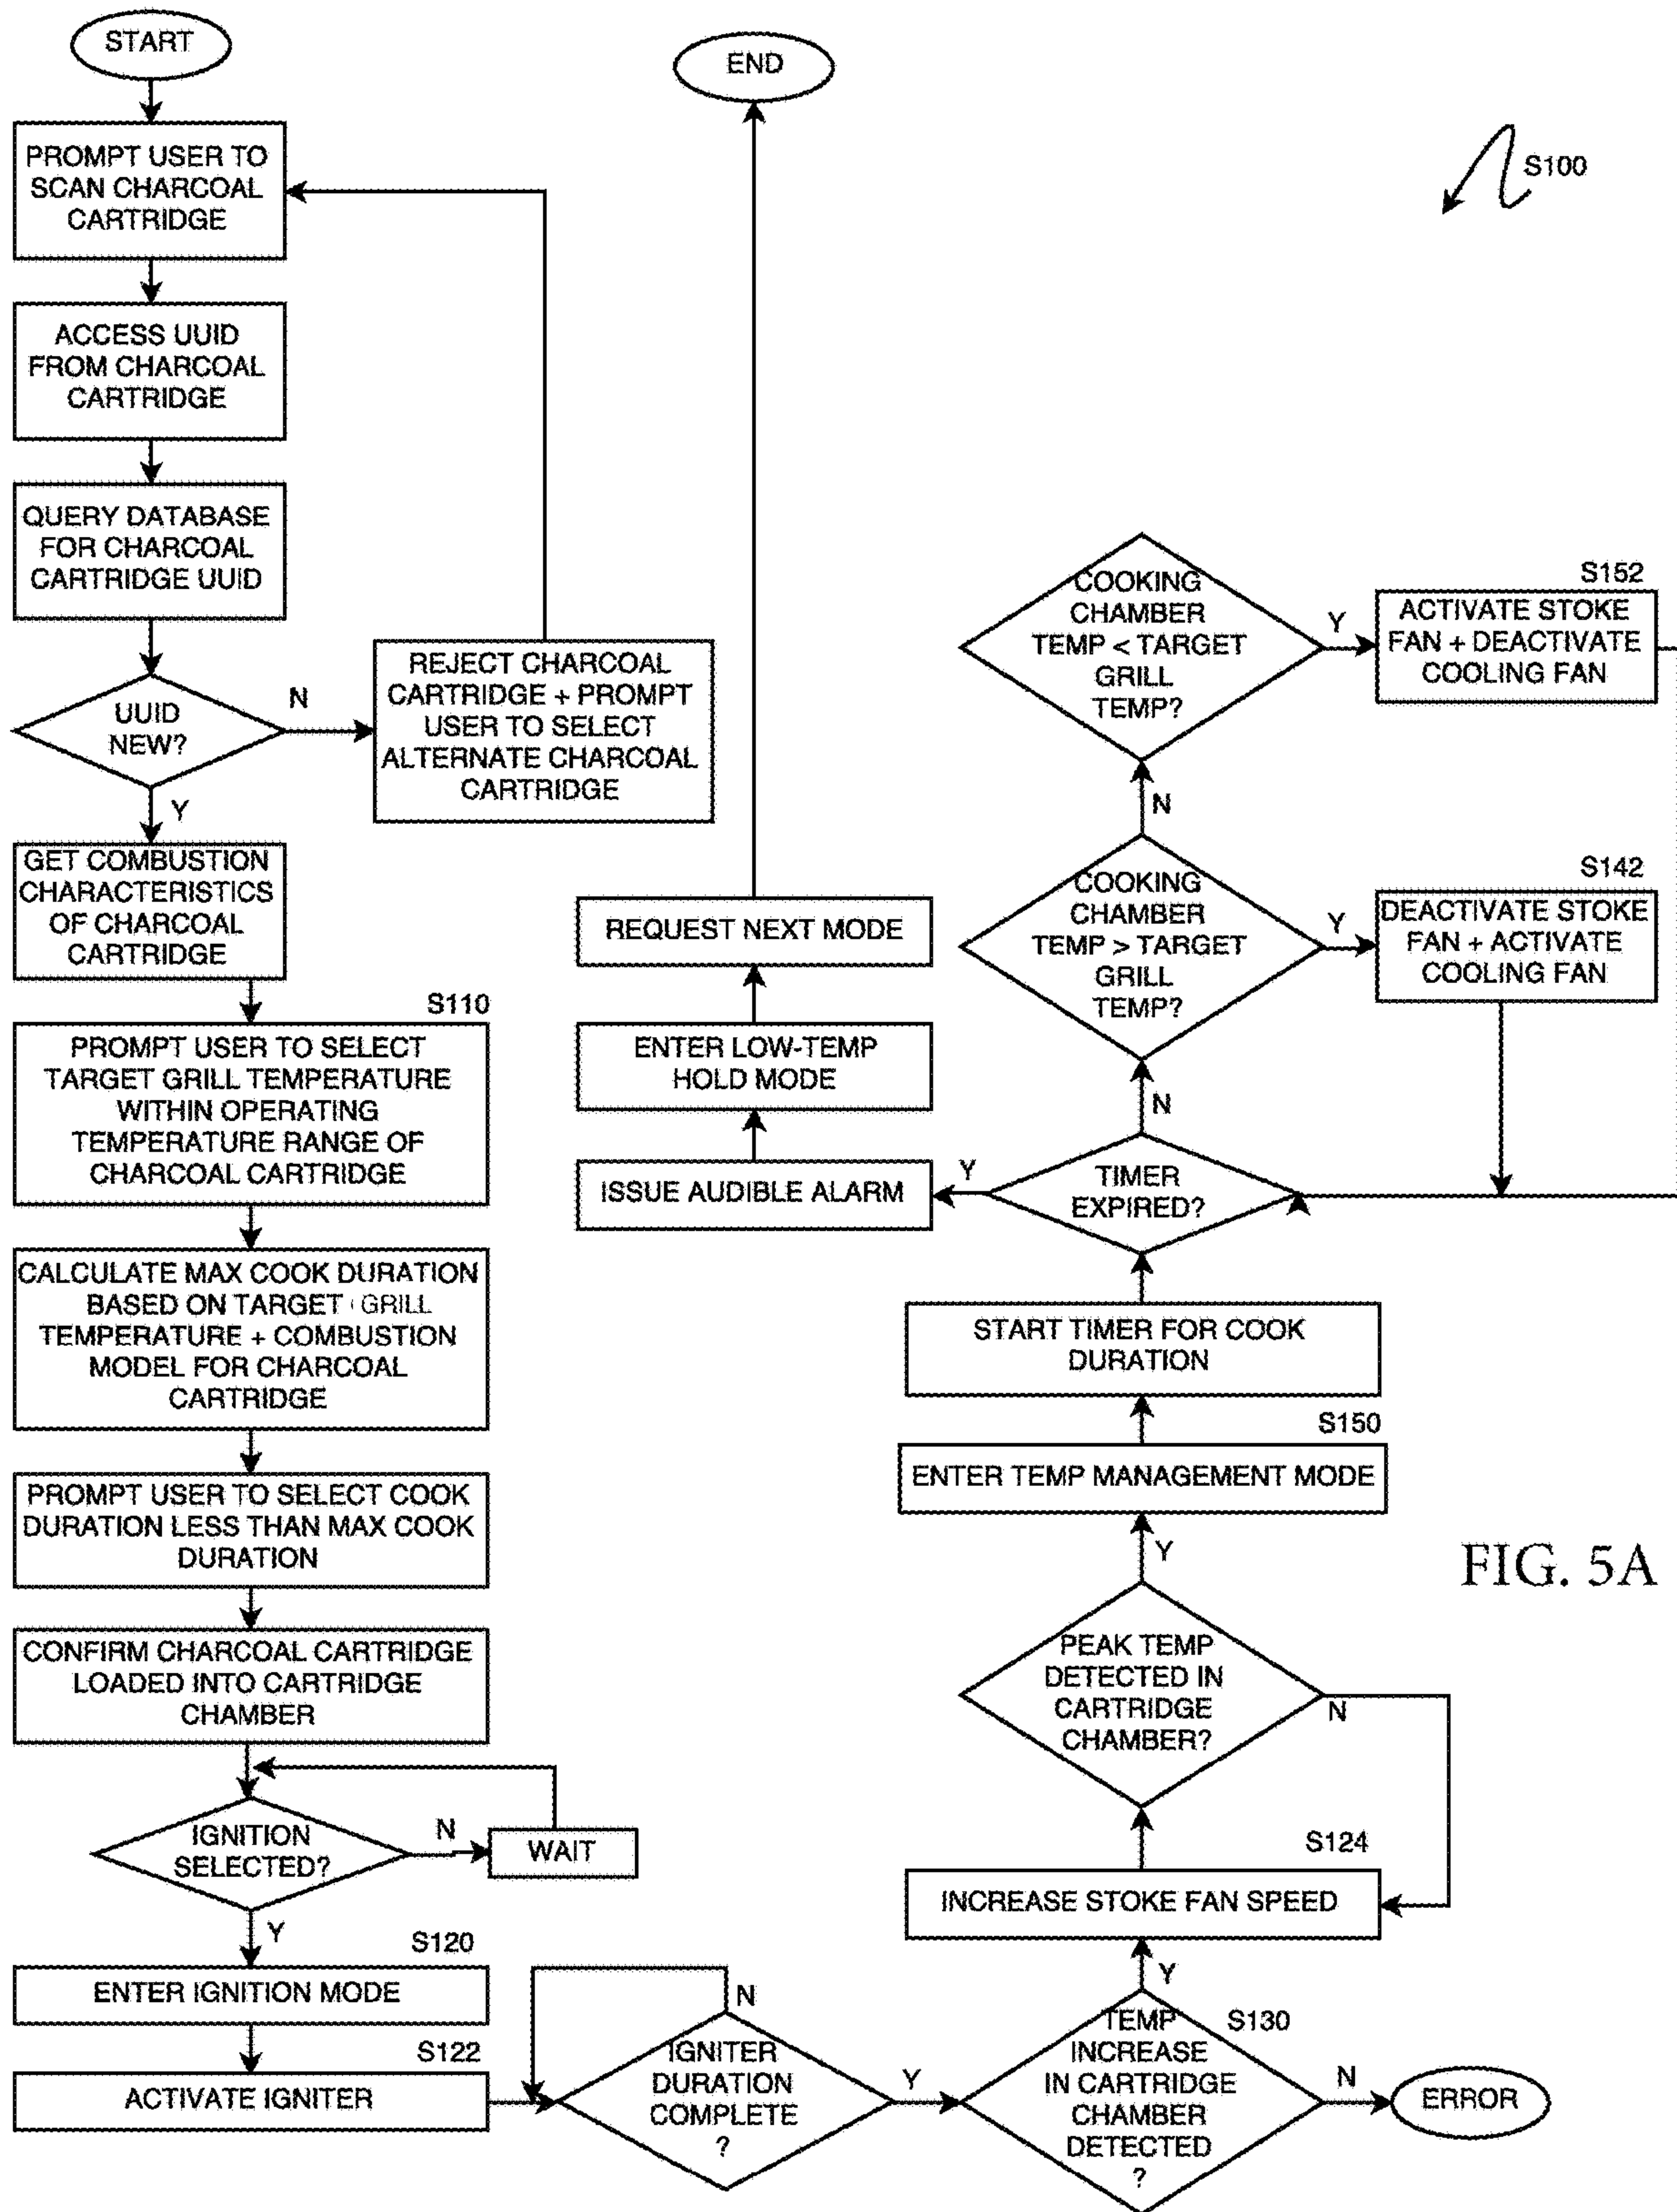 START
PROMPT USER TO
SCAN CHARCOAL
CARTRIDGE
ACCESS UUID
FROM CHARCOAL
CARTRIDGE
QUERY DATABASE
FOR CHARCOAL
CARTRIDGE UUID
UUID
NEW?
N
REJECT CHARCOAL
CARTRIDGE + PROMPT
USER TO SELECT
ALTERNATE CHARCOAL
CARTRIDGE
Y
GET COMBUSTION
CHARACTERISTICS
OF CHARCOAL
CARTRIDGE
S110
PROMPT USER TO SELECT
TARGET GRILL TEMPERATURE
WITHIN OPERATING
TEMPERATURE RANGE OF
CHARCOAL CARTRIDGE
CALCULATE MAX COOK DURATION
BASED ON TARGET GRILL
TEMPERATURE + COMBUSTION
MODEL FOR CHARCOAL
CARTRIDGE
PROMPT USER TO SELECT COOK
DURATION LESS THAN MAX COOK
DURATION
CONFIRM CHARCOAL CARTRIDGE
LOADED INTO CARTRIDGE
CHAMBER
IGNITION
SELECTED?
N
WAIT
Y
S120
ENTER IGNITION MODE
S122
ACTIVATE IGNITER
N
IGNITER
DURATION
COMPLETE
?
Y
S130
TEMP
INCREASE
IN CARTRIDGE
CHAMBER
DETECTED
?
N
ERROR
Y
S124
INCREASE STOKE FAN SPEED
PEAK TEMP
DETECTED IN
CARTRIDGE
CHAMBER?
N
Y
S150
ENTER TEMP MANAGEMENT MODE
START TIMER FOR COOK
DURATION
TIMER
EXPIRED?
Y
ISSUE AUDIBLE ALARM
ENTER LOW-TEMP
HOLD MODE
REQUEST NEXT MODE
END
N
COOKING
CHAMBER
TEMP > TARGET
GRILL
TEMP?
Y
S142
DEACTIVATE STOKE
FAN + ACTIVATE
COOLING FAN
N
COOKING
CHAMBER
TEMP < TARGET
GRILL
TEMP?
Y
S152
ACTIVATE STOKE
FAN + DEACTIVATE
COOLING FAN
S100
FIG. 5A